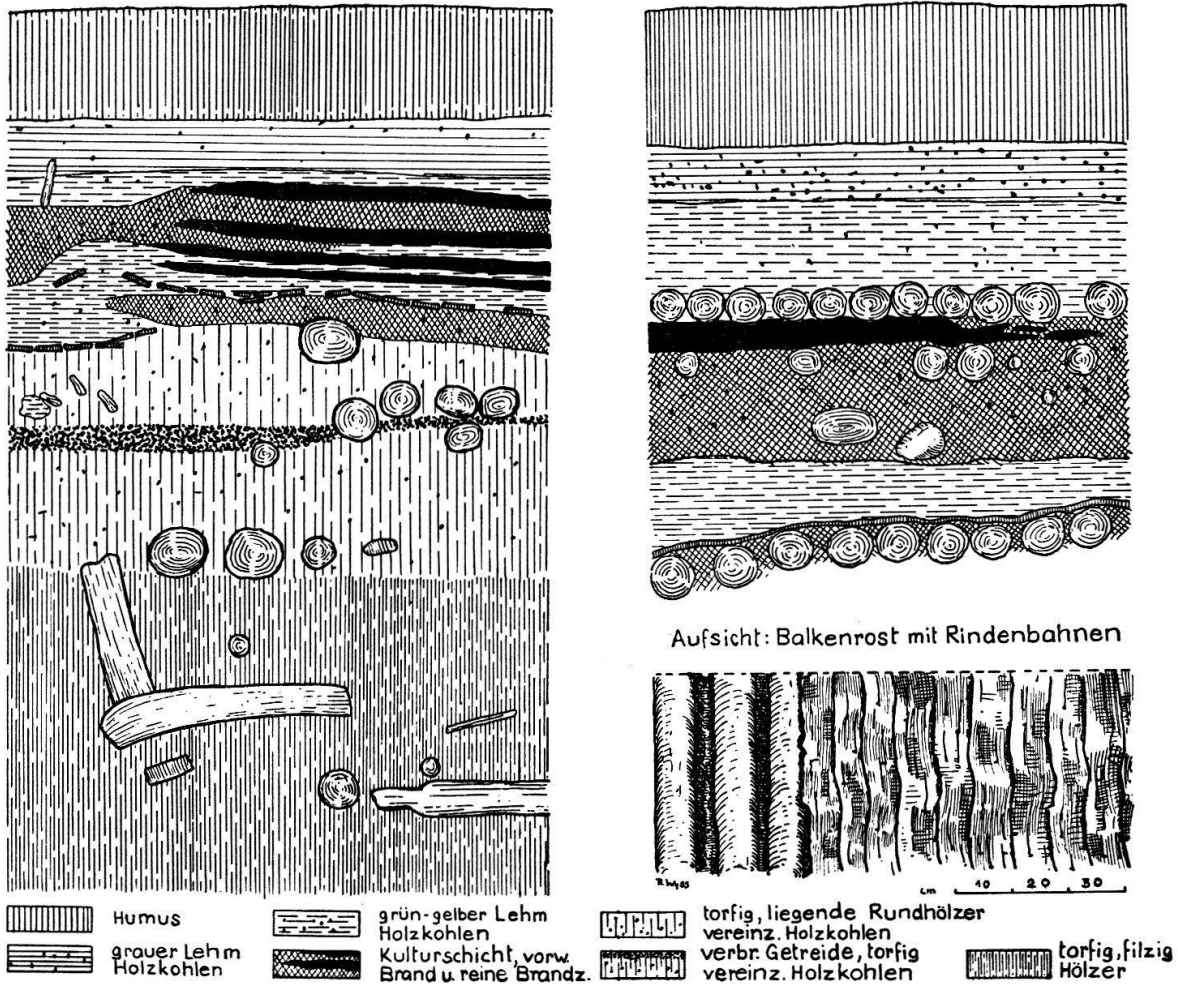 Aufsicht: Balkenrost mit Rindenbahnen
cm 10 20 30
Humus
grauer Lehm
Holzkohlen
grün-gelber Lehm
Holzkohlen
Kulturschicht, vorw.
Brand u. reine Brandz.
torfig, liegende Rundhölzer
vereinz. Holzkohlen
verbr. Getreide, torfig
vereinz. Holzkohlen
torfig, filzig
Hölzer